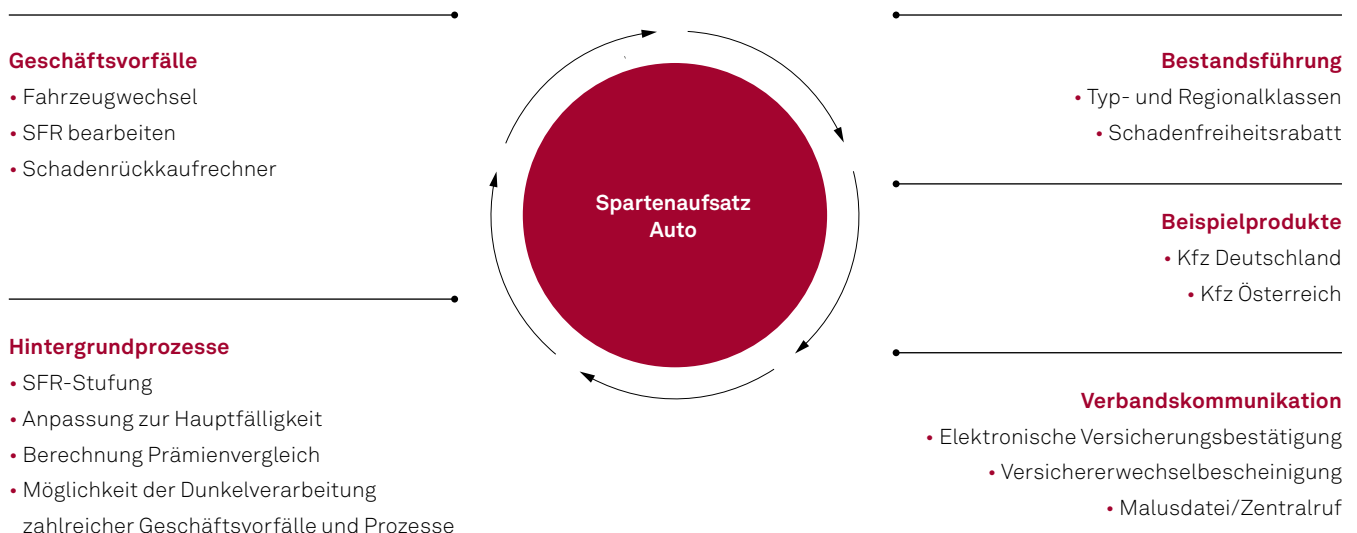 Geschäftsvorfälle
• Fahrzeugwechsel
• SFR bearbeiten
• Schadenrückkaufrechner
Hintergrundprozesse
• SFR-Stufung
• Anpassung zur Hauptfälligkeit
• Berechnung Prämienvergleich
• Möglichkeit der Dunkelverarbeitung
zahlreicher Geschäftsvorfälle und Prozesse
Spartenaufsatz
Auto
Bestandsführung
• Typ- und Regionalklassen
• Schadenfreiheitsrabatt
Beispielprodukte
• Kfz Deutschland
• Kfz Österreich
Verbandskommunikation
• Elektronische Versicherungsbestätigung
• Versichererwechselbescheinigung
• Malusdatei/Zentralruf